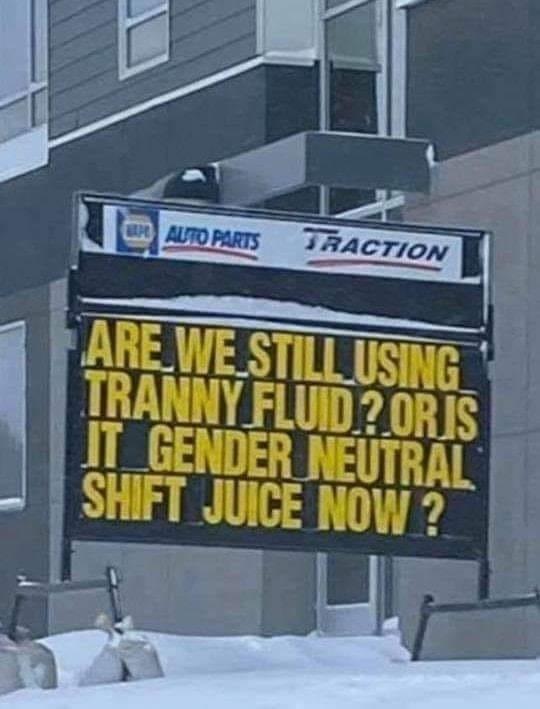 NAPA AUTO PARTS TRACTION
ARE WE STILL USING
TRANNY FLUID? OR IS
IT GENDER NEUTRAL
SHIFT JUICE NOW?